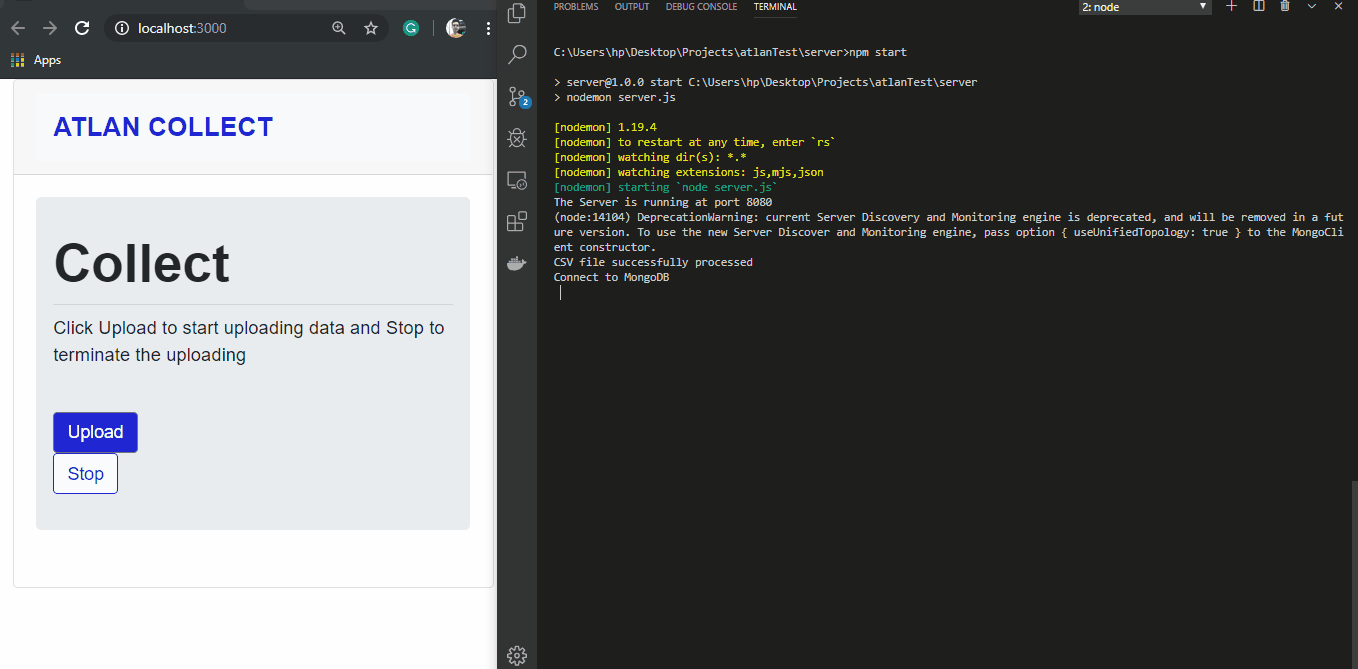 localhost:3000
Apps
ATLAN COLLECT
Collect
Click Upload to start uploading data and Stop to
terminate the uploading
Upload
Stop
2
PROBLEMS OUTPUT DEBUG CONSOLE TERMINAL
2: node
C:\Users\hp\Desktop\Projects\atlanTest\server>npm start
> server@1.0.0 start C:\Users\hp\Desktop\Projects\atlanTest\server
> nodemon server.js
[nodemon] 1.19.4
[nodemon] to restart at any time, enter `rs`
[nodemon] watching dir(s): *.*
[nodemon] watching extensions: js,mjs,json
[nodemon] starting `node server.js`
The Server is running at port 8080
(node:14104) DeprecationWarning: current Server Discovery and Monitoring engine is deprecated, and will be removed in a fut
ure version. To use the new Server Discover and Monitoring engine, pass option { useUnifiedTopology: true } to the MongoCli
ent constructor.
CSV file successfully processed
Connect to MongoDB